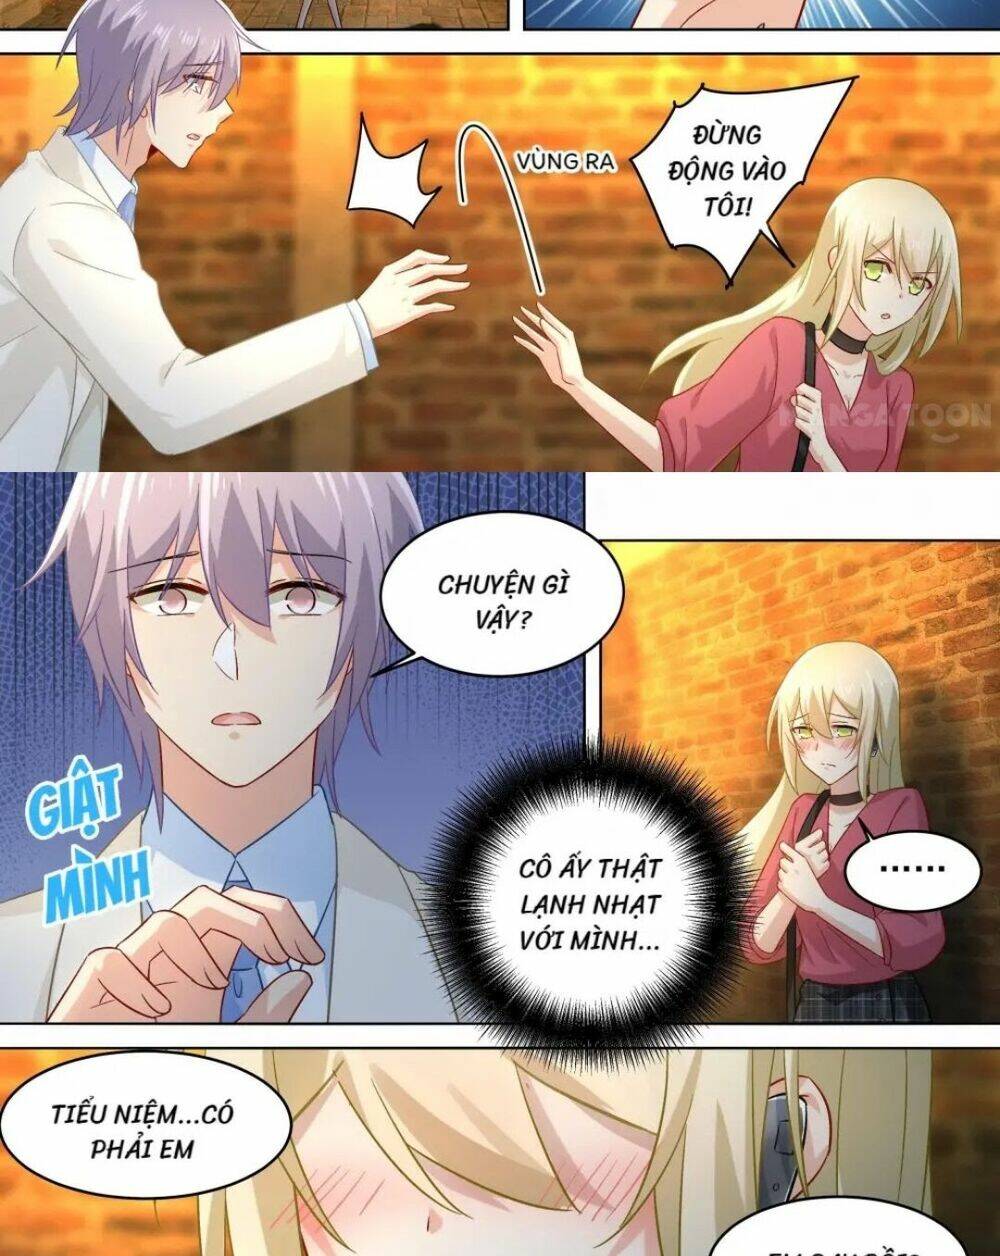 VÙNG RA
ĐỪNG
ĐỘNG VÀO
TÔI!
MANGATOON
CHUYỆN GÌ
VẬY?
GIẬT
MÌNH
CÔ ẤY THẬT
LẠNH NHẠT
VỚI MÌNH...
......
TIỂU NIỆM...CÓ
PHẢI EM